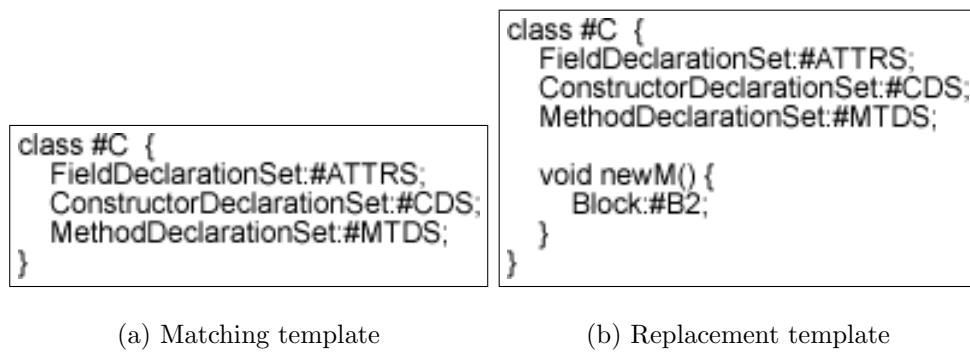 class #C {
FieldDeclarationSet:#ATTRS;
ConstructorDeclarationSet:#CDS;
MethodDeclarationSet:#MTDS;
}
(a) Matching template
class #C {
FieldDeclarationSet:#ATTRS;
ConstructorDeclarationSet:#CDS;
MethodDeclarationSet:#MTDS;
void newM() {
Block:#B2;
}
}
(b) Replacement template